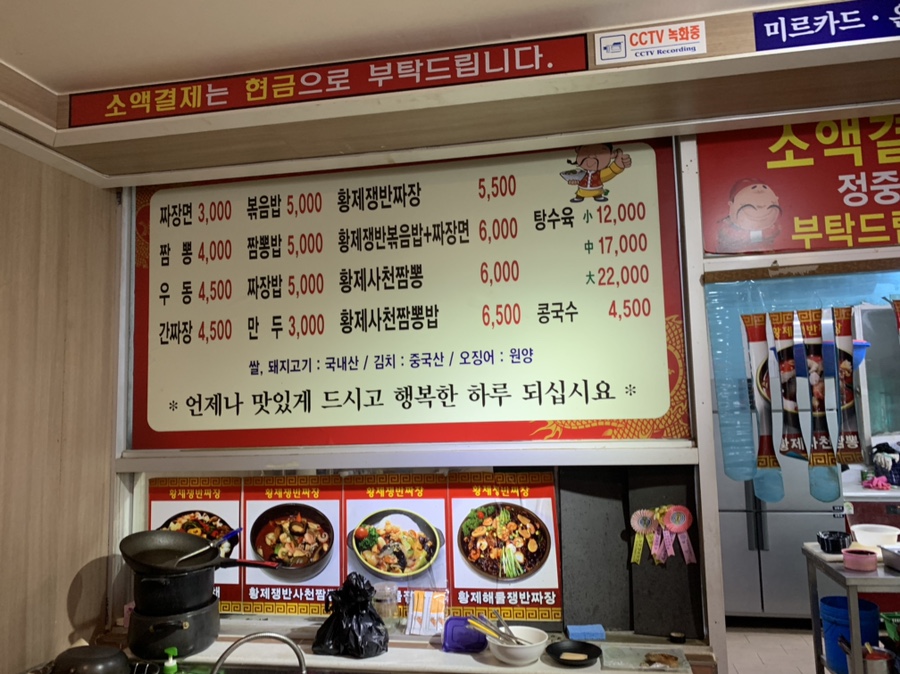 소액결제는 현금으로 부탁드립니다.
CCTV 녹화중
CCTV Recording
미르카드 ·
소액결
정중
부탁드
짜장면 3,000 볶음밥 5,000 황제쟁반짜장 5,500
짬 뽕 4,000 짬뽕밥 5,000 황제쟁반볶음밥+짜장면 6,000 탕수육 小 12,000
中 17,000
우 동 4,500 짜장밥 5,000 황제사천짬뽕 6,000 大 22,000
간짜장 4,500 만 두 3,000 황제사천짬뽕밥 6,500 콩국수 4,500
쌀, 돼지고기 : 국내산 / 김치 : 중국산 / 오징어 : 원양
* 언제나 맛있게 드시고 행복한 하루 되십시요 *
황제쟁반짜장 황제쟁반짜장 황제쟁반짜장 황제쟁반짜장
황제쟁반사천짬 황제해물쟁반짜장
황제사천짬뽕